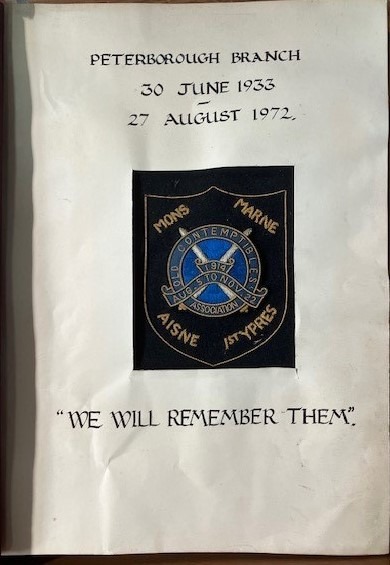 PETERBOROUGH BRANCH
30 JUNE 1933
–
27 AUGUST 1972.
MONS
MARNE
OLD CONTEMPTIBLES
1914
AUG 5 TO NOV 22
ASSOCIATION
AISNE
1ST YPRES
"WE WILL REMEMBER THEM".